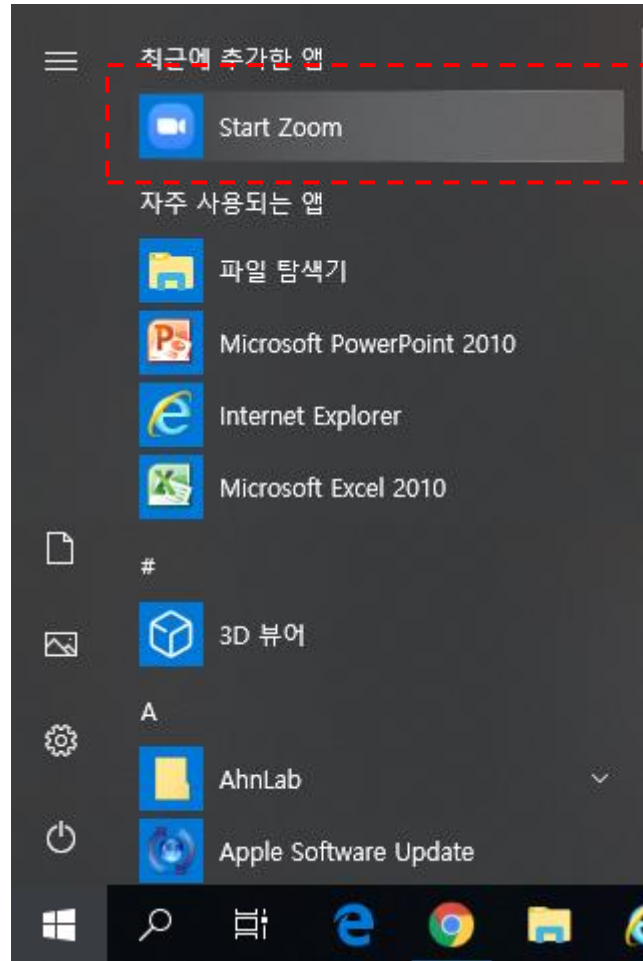 최근에 추가한 앱
Start Zoom
자주 사용되는 앱
파일 탐색기
Microsoft PowerPoint 2010
Internet Explorer
Microsoft Excel 2010
#
3D 뷰어
A
AhnLab
Apple Software Update